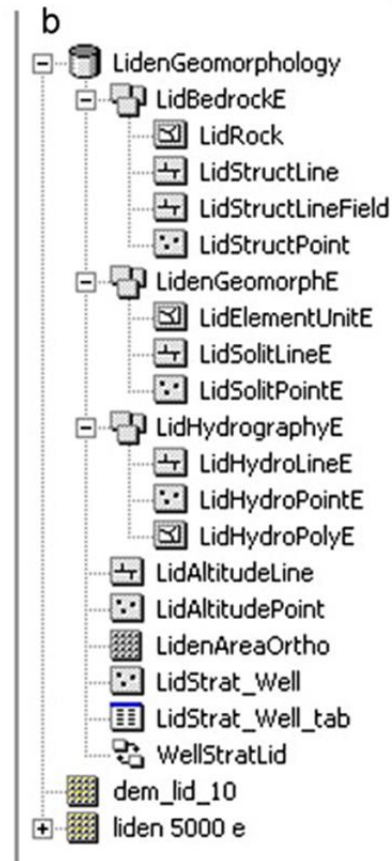 b
LidenGeomorphology
LidBedrockE
LidRock
LidStructLine
LidStructLineField
LidStructPoint
LidenGeomorphE
LidElementUnitE
LidSolitLineE
LidSolitPointE
LidHydrographyE
LidHydroLineE
LidHydroPointE
LidHydroPolyE
LidAltitudeLine
LidAltitudePoint
LidenAreaOrtho
LidStrat_Well
LidStrat_Well_tab
WellStratLid
dem_lid_10
liden 5000 e